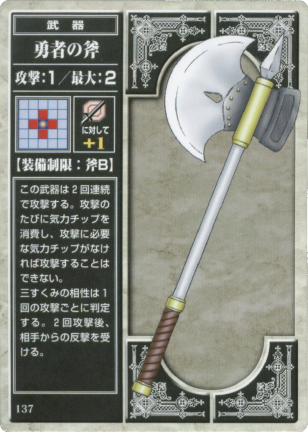 武器
勇者の斧
攻撃：1／最大：2
に対して
+1
【装備制限：斧B】
この武器は２回連続
で攻撃する。攻撃の
たびに気力チップを
消費し、攻撃に必要
な気力チップがなけ
れば攻撃することは
できない。
三すくみの相性は１
回の攻撃ごとに判定
する。２回攻撃後、
相手からの反撃を受
ける。
137